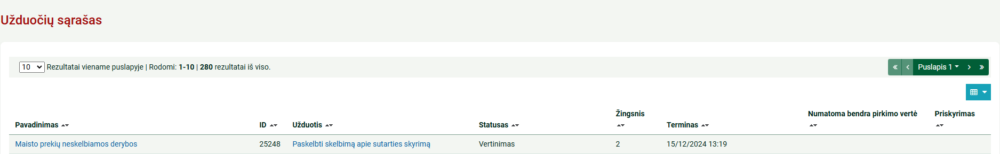 Užduočių sąrašas
10 Rezultatai viename puslapyje | Rodomi: 1-10 | 280 rezultatai iš viso.
« ‹ Puslapis 1 › »
Pavadinimas ID Užduotis Statusas Žingsnis Terminas Numatoma bendra pirkimo vertė Priskyrimas
Maisto prekių neskelbiamos derybos 25248 Paskelbti skelbimą apie sutarties skyrimą Vertinimas 2 15/12/2024 13:19